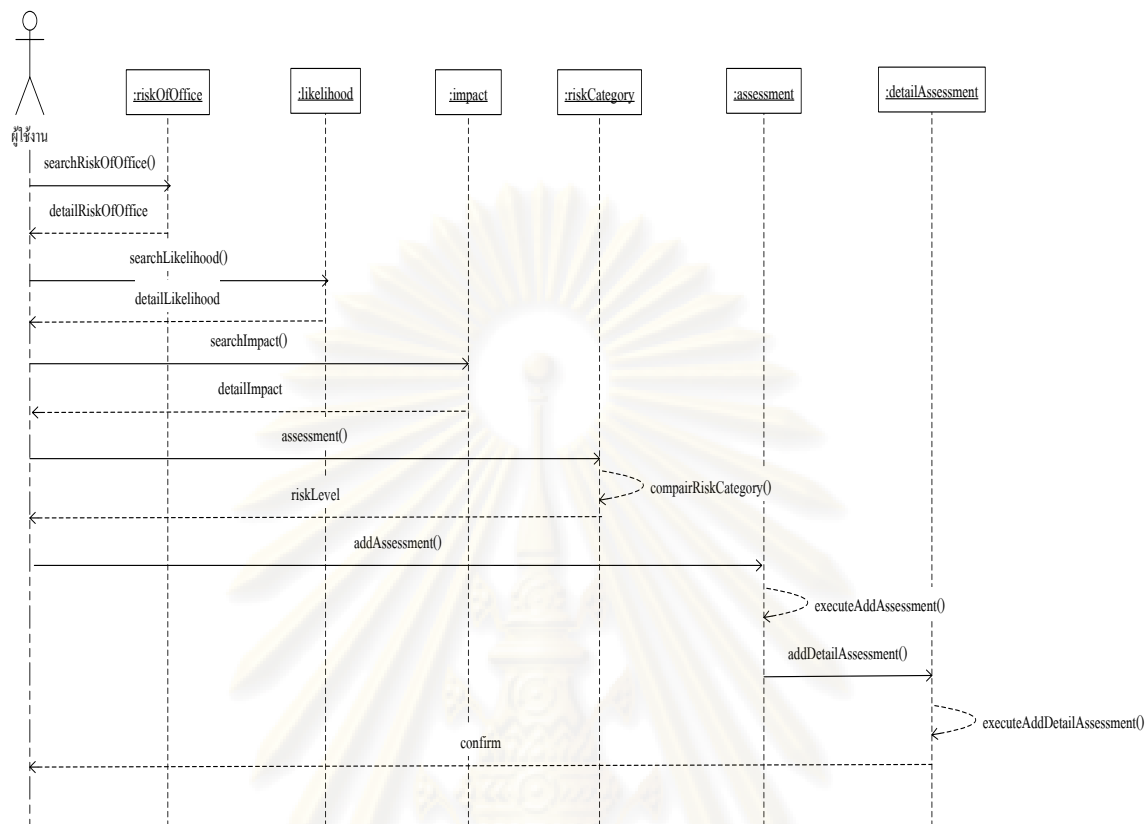 :riskOfOffice
:likelihood
:impact
:riskCategory
:assessment
:detailAssessment
ผู้ใช้งาน
searchRiskOfOffice()
detailRiskOfOffice
searchLikelihood()
detailLikelihood
searchImpact()
detailImpact
assessment()
compairRiskCategory()
riskLevel
addAssessment()
executeAddAssessment()
addDetailAssessment()
executeAddDetailAssessment()
confirm